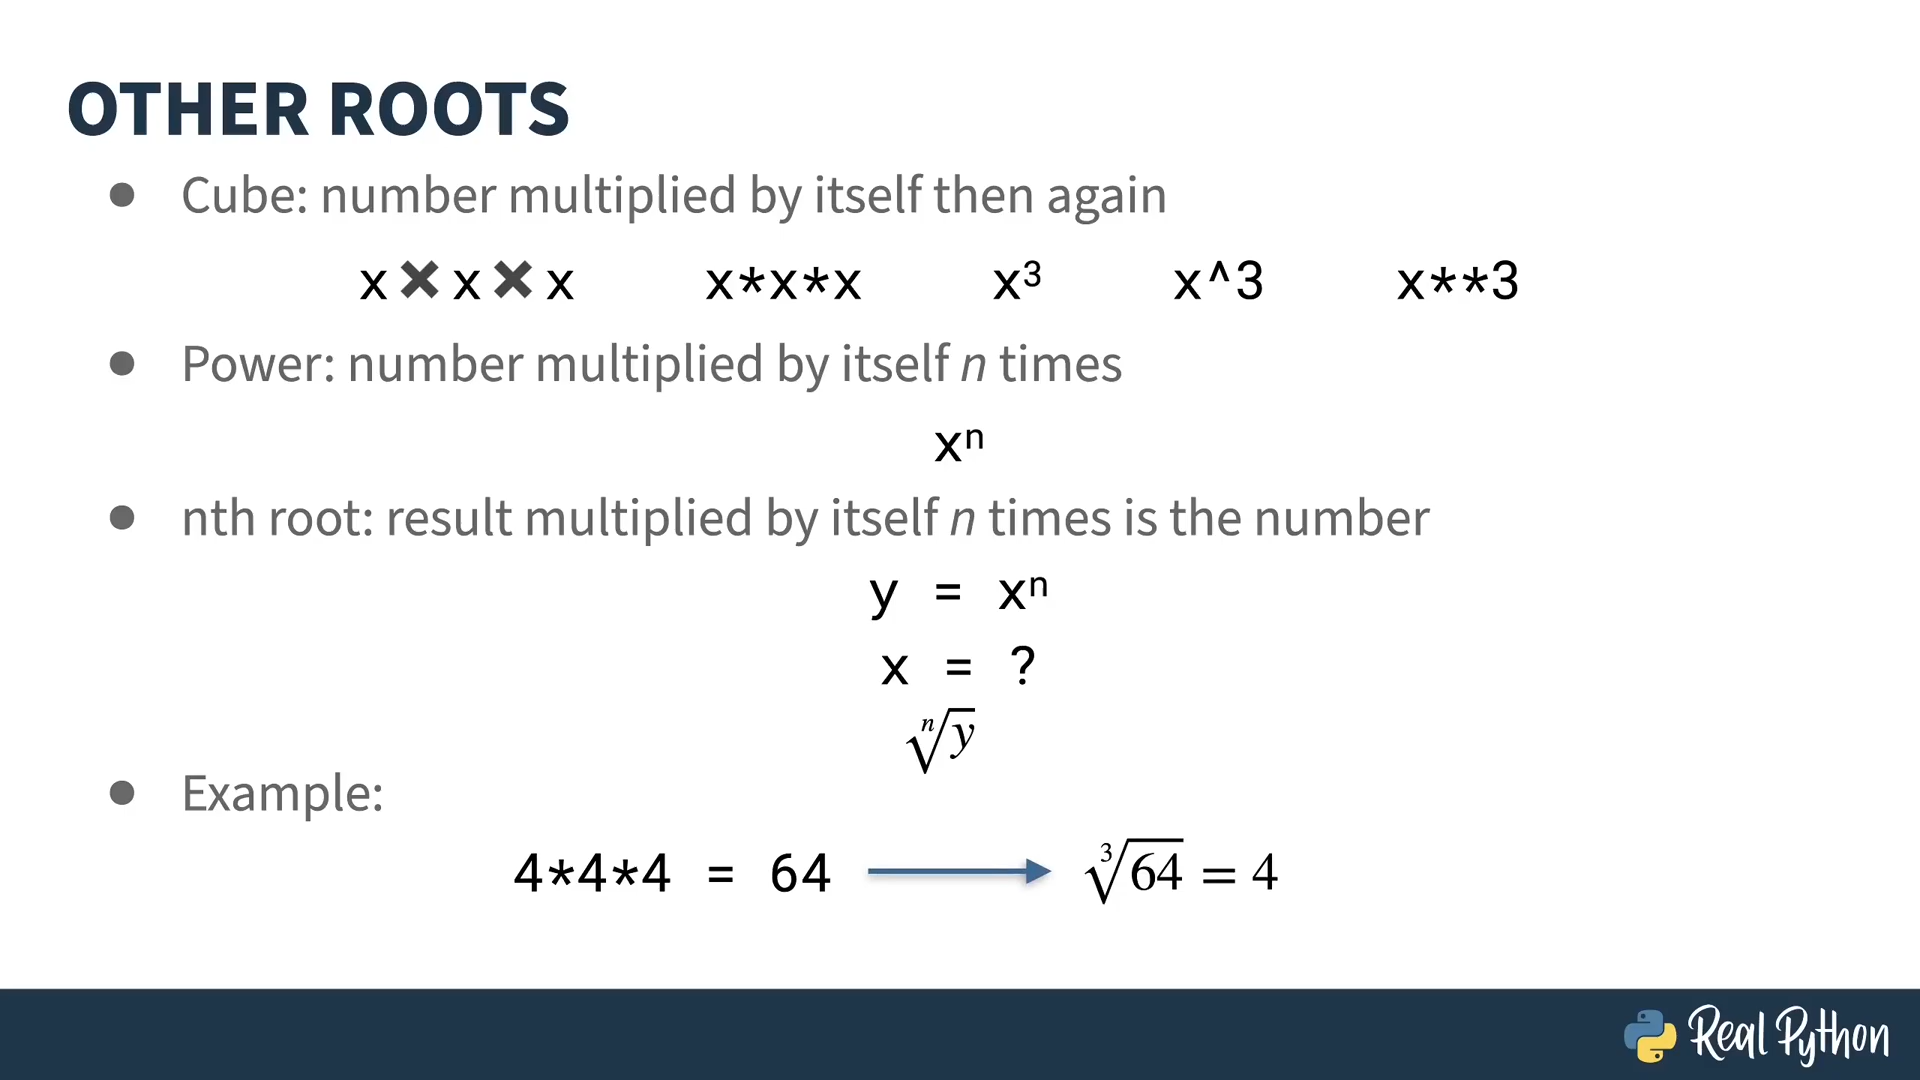 OTHER ROOTS
● Cube: number multiplied by itself then again
x ✖ x ✖ x x*x*x x³ x^3 x**3
● Power: number multiplied by itself n times
xⁿ
● nth root: result multiplied by itself n times is the number
y = xⁿ
x = ?
ⁿ√y
● Example:
4*4*4 = 64 → ³√64 = 4
Real Python